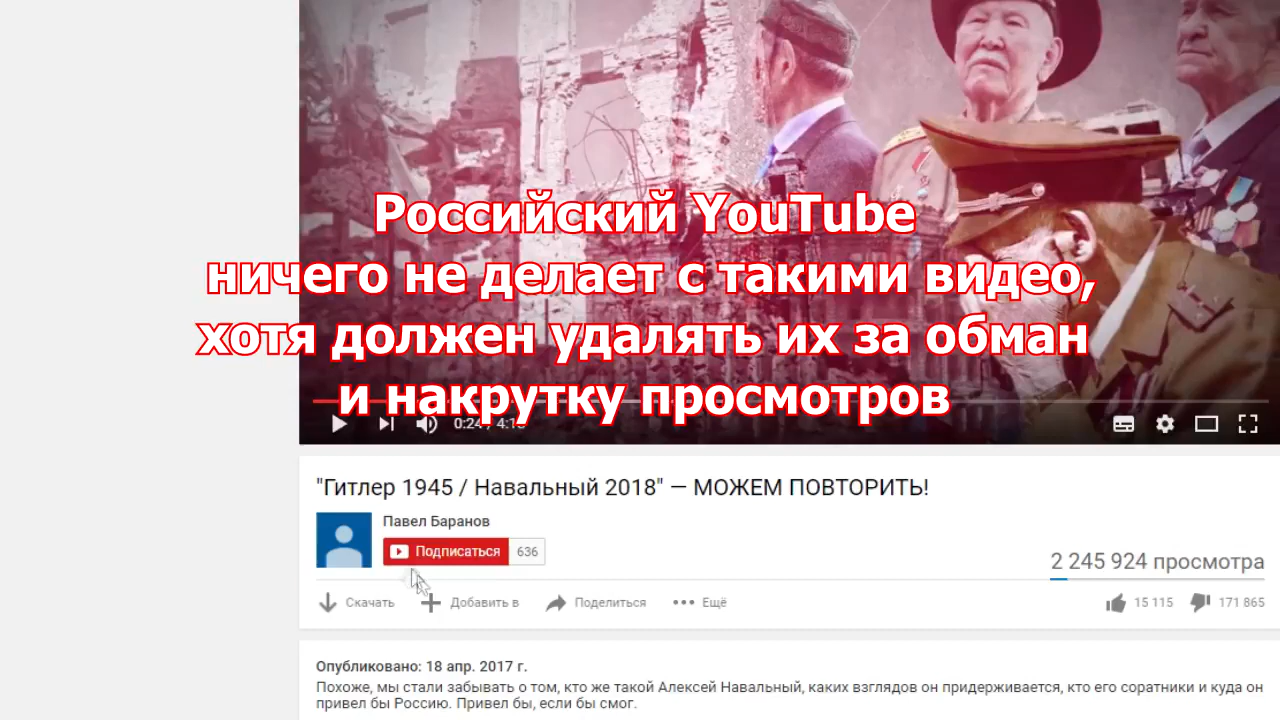 Российский YouTube
ничего не делает с такими видео,
хотя должен удалять их за обман
и накрутку просмотров
0:24 / 4:18
"Гитлер 1945 / Навальный 2018" — МОЖЕМ ПОВТОРИТЬ!
Павел Баранов
Подписаться 636
2 245 924 просмотра
Скачать Добавить в Поделиться Ещё 15 115 171 865
Опубликовано: 18 апр. 2017 г.
Похоже, мы стали забывать о том, кто же такой Алексей Навальный, каких взглядов он придерживается, кто его соратники и куда он
привел бы Россию. Привел бы, если бы смог.